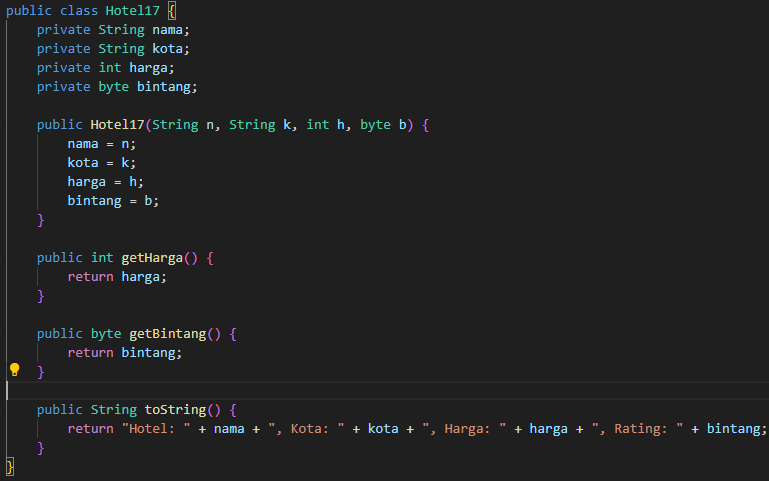 public class Hotel17 {
    private String nama;
    private String kota;
    private int harga;
    private byte bintang;

    public Hotel17(String n, String k, int h, byte b) {
        nama = n;
        kota = k;
        harga = h;
        bintang = b;
    }

    public int getHarga() {
        return harga;
    }

    public byte getBintang() {
        return bintang;
    }

    public String toString() {
        return "Hotel: " + nama + ", Kota: " + kota + ", Harga: " + harga + ", Rating: " + bintang;
    }
}